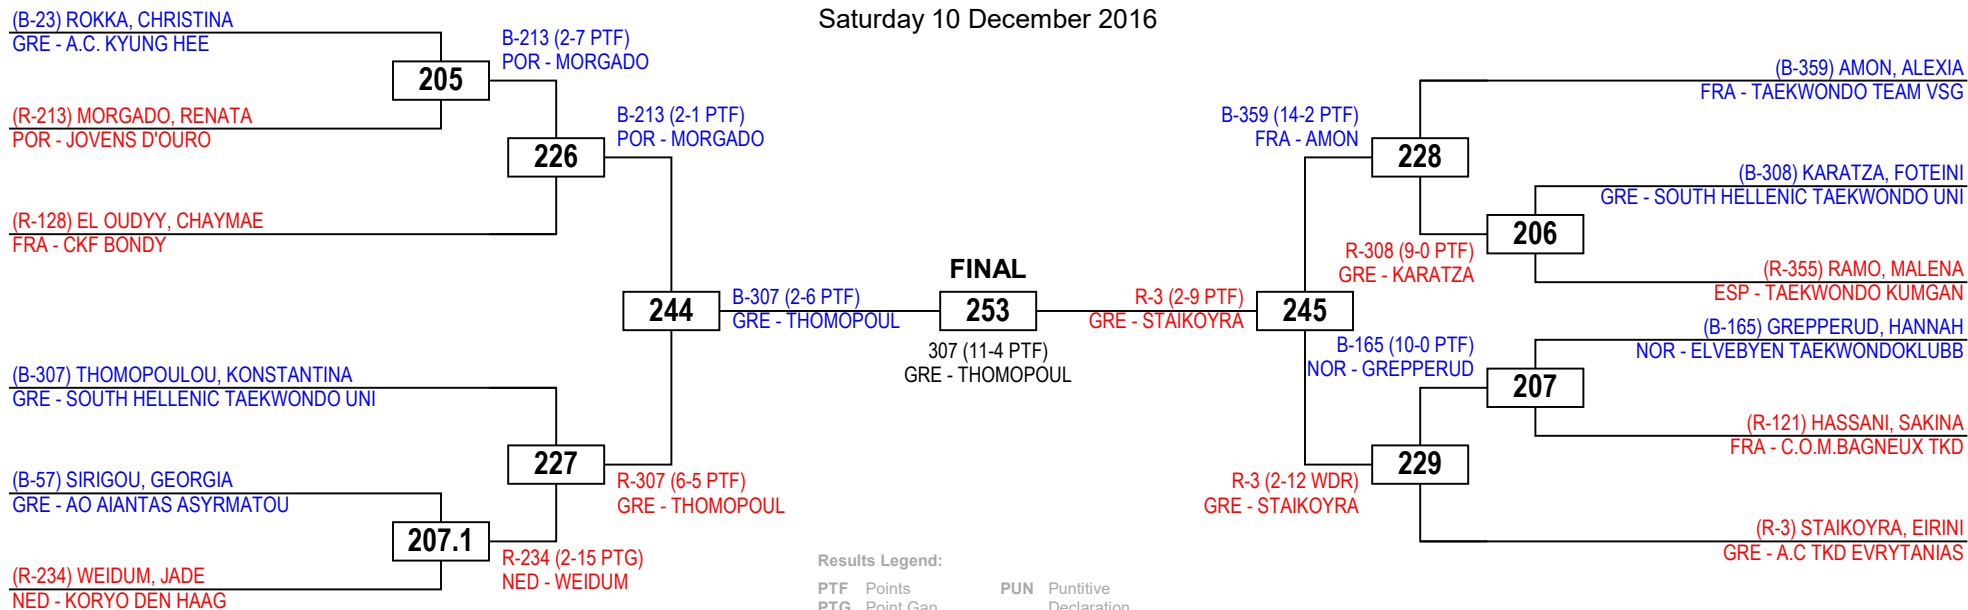 Saturday 10 December 2016
(B-23) ROKKA, CHRISTINA
GRE - A.C. KYUNG HEE
205
B-213 (2-7 PTF)
POR - MORGADO
(R-213) MORGADO, RENATA
POR - JOVENS D'OURO
226
B-213 (2-1 PTF)
POR - MORGADO
(R-128) EL OUDYY, CHAYMAE
FRA - CKF BONDY
244
B-307 (2-6 PTF)
GRE - THOMOPOUL
(B-307) THOMOPOULOU, KONSTANTINA
GRE - SOUTH HELLENIC TAEKWONDO UNI
227
R-307 (6-5 PTF)
GRE - THOMOPOUL
(B-57) SIRIGOU, GEORGIA
GRE - AO AIANTAS ASYRMATOU
207.1
R-234 (2-15 PTG)
NED - WEIDUM
(R-234) WEIDUM, JADE
NED - KORYO DEN HAAG
FINAL
253
307 (11-4 PTF)
GRE - THOMOPOUL
R-3 (2-9 PTF)
GRE - STAIKOYRA
245
B-359 (14-2 PTF)
FRA - AMON
228
(B-359) AMON, ALEXIA
FRA - TAEKWONDO TEAM VSG
(B-308) KARATZA, FOTEINI
GRE - SOUTH HELLENIC TAEKWONDO UNI
206
R-308 (9-0 PTF)
GRE - KARATZA
(R-355) RAMO, MALENA
ESP - TAEKWONDO KUMGAN
(B-165) GREPPERUD, HANNAH
NOR - ELVEBYEN TAEKWONDOKLUBB
B-165 (10-0 PTF)
NOR - GREPPERUD
207
(R-121) HASSANI, SAKINA
FRA - C.O.M.BAGNEUX TKD
229
R-3 (2-12 WDR)
GRE - STAIKOYRA
(R-3) STAIKOYRA, EIRINI
GRE - A.C TKD EVRYTANIAS
Results Legend:
PTF Points PUN Puntitive
PTG Point Gap Declaration